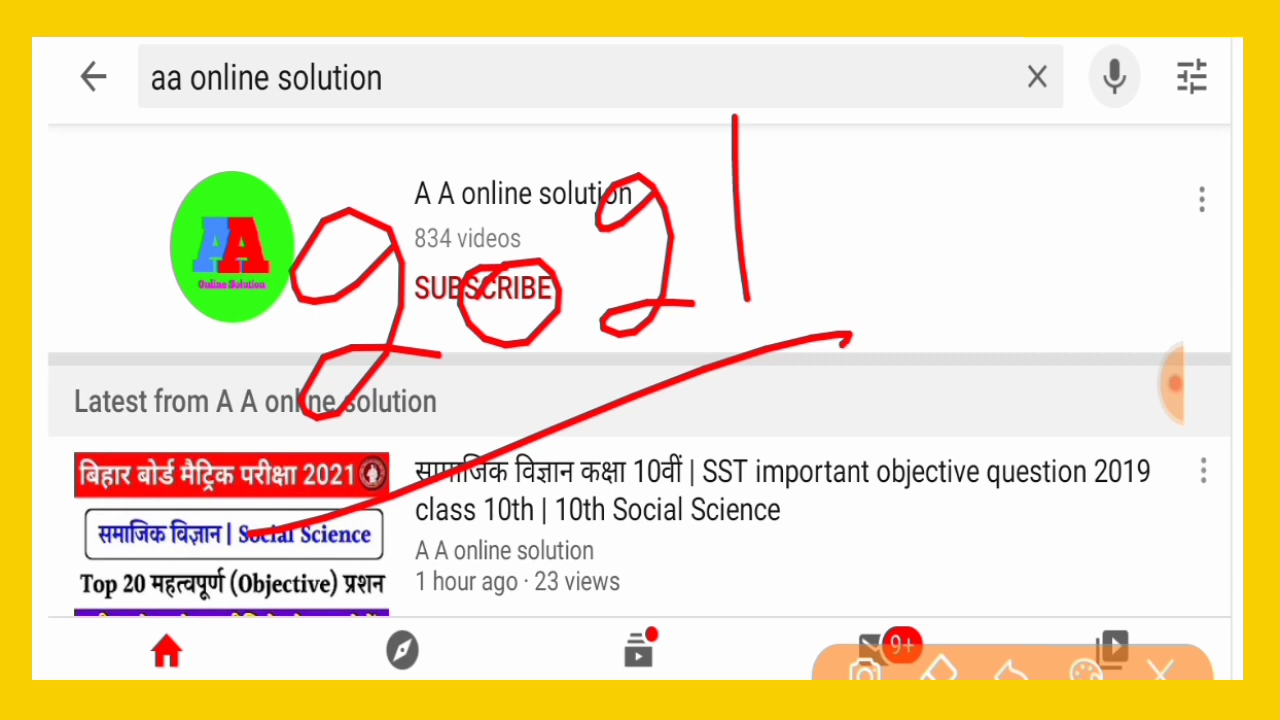 aa online solution
A A online solution
834 videos
SUBSCRIBE
AA
Online Solution
2021
Latest from A A online solution
बिहार बोर्ड मैट्रिक परीक्षा 2021
समाजिक विज्ञान | Social Science
Top 20 महत्वपूर्ण (Objective) प्रशन
सामाजिक विज्ञान कक्षा 10वीं | SST important objective question 2019
class 10th | 10th Social Science
A A online solution
1 hour ago · 23 views
9+